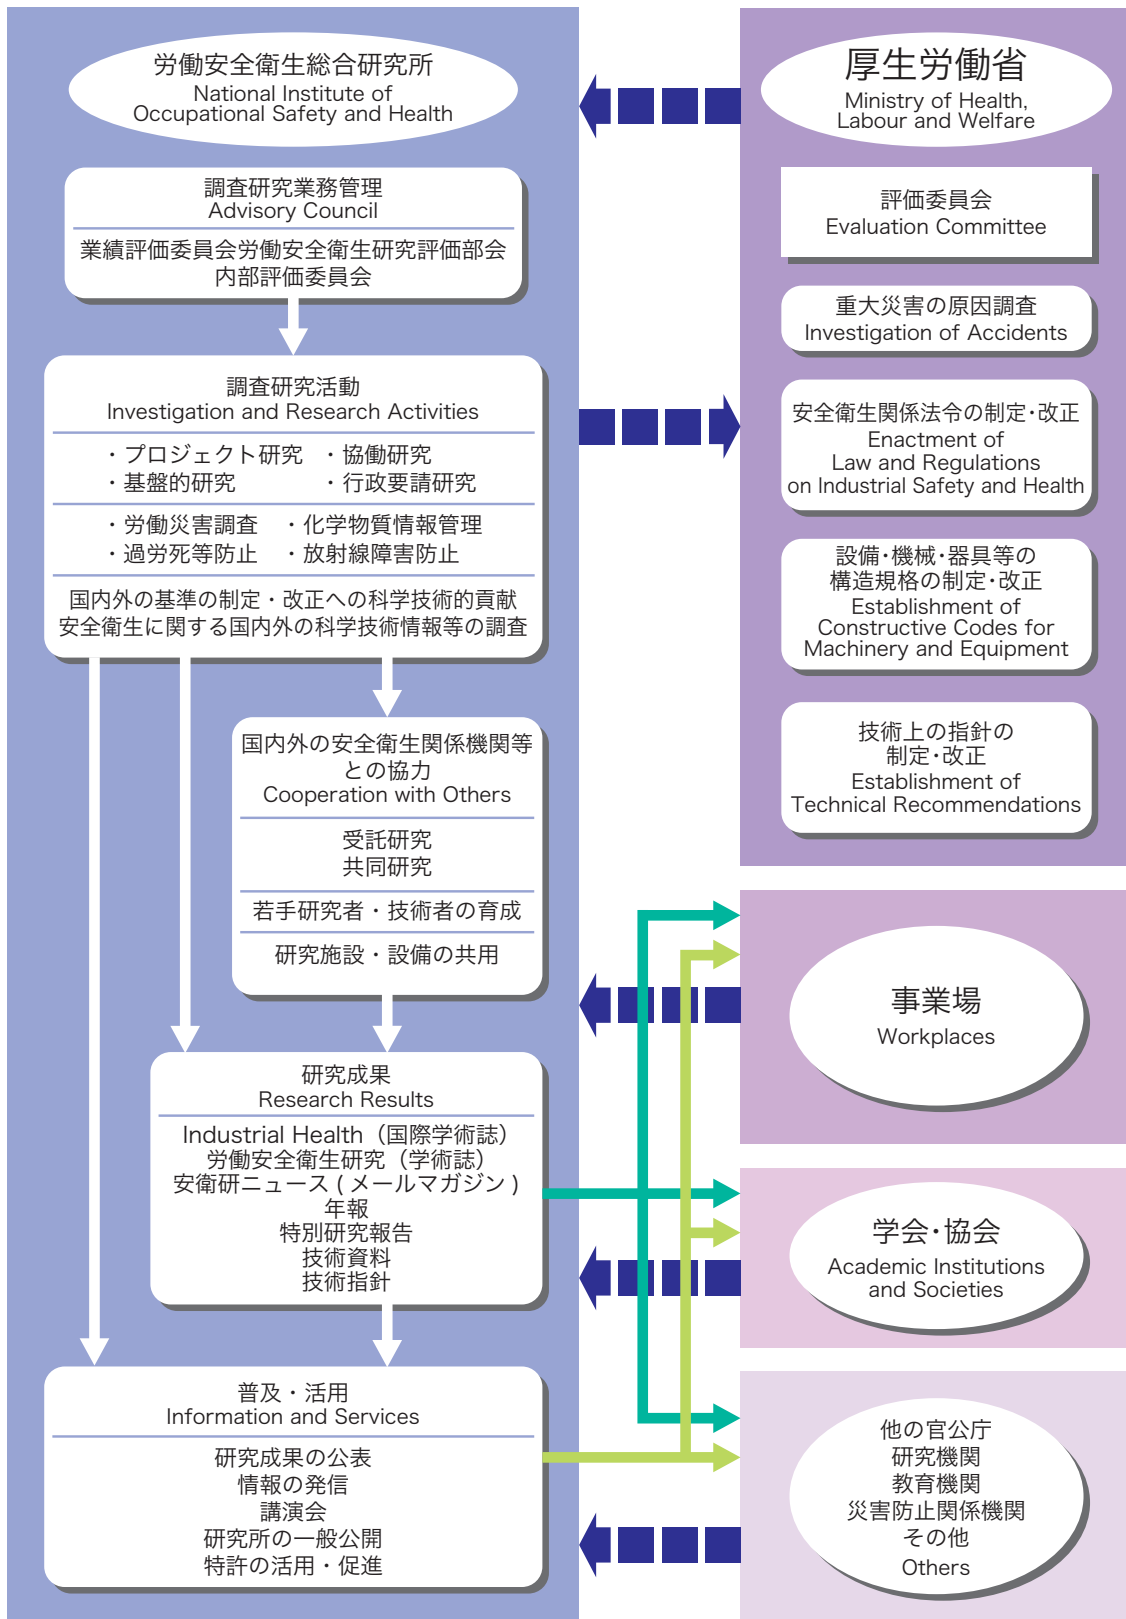 労働安全衛生総合研究所
National Institute of
Occupational Safety and Health
調査研究業務管理
Advisory Council
業績評価委員会労働安全衛生研究評価部会
内部評価委員会
調査研究活動
Investigation and Research Activities
・プロジェクト研究 ・協働研究
・基盤的研究 ・行政要請研究
・労働災害調査 ・化学物質情報管理
・過労死等防止 ・放射線障害防止
国内外の基準の制定・改正への科学技術的貢献
安全衛生に関する国内外の科学技術情報等の調査
国内外の安全衛生関係機関等
との協力
Cooperation with Others
受託研究
共同研究
若手研究者・技術者の育成
研究施設・設備の共用
研究成果
Research Results
Industrial Health（国際学術誌）
労働安全衛生研究（学術誌）
安衛研ニュース ( メールマガジン )
年報
特別研究報告
技術資料
技術指針
普及・活用
Information and Services
研究成果の公表
情報の発信
講演会
研究所の一般公開
特許の活用・促進
厚生労働省
Ministry of Health,
Labour and Welfare
評価委員会
Evaluation Committee
重大災害の原因調査
Investigation of Accidents
安全衛生関係法令の制定・改正
Enactment of
Law and Regulations
on Industrial Safety and Health
設備・機械・器具等の
構造規格の制定・改正
Establishment of
Constructive Codes for
Machinery and Equipment
技術上の指針の
制定・改正
Establishment of
Technical Recommendations
事業場
Workplaces
学会・協会
Academic Institutions
and Societies
他の官公庁
研究機関
教育機関
災害防止関係機関
その他
Others